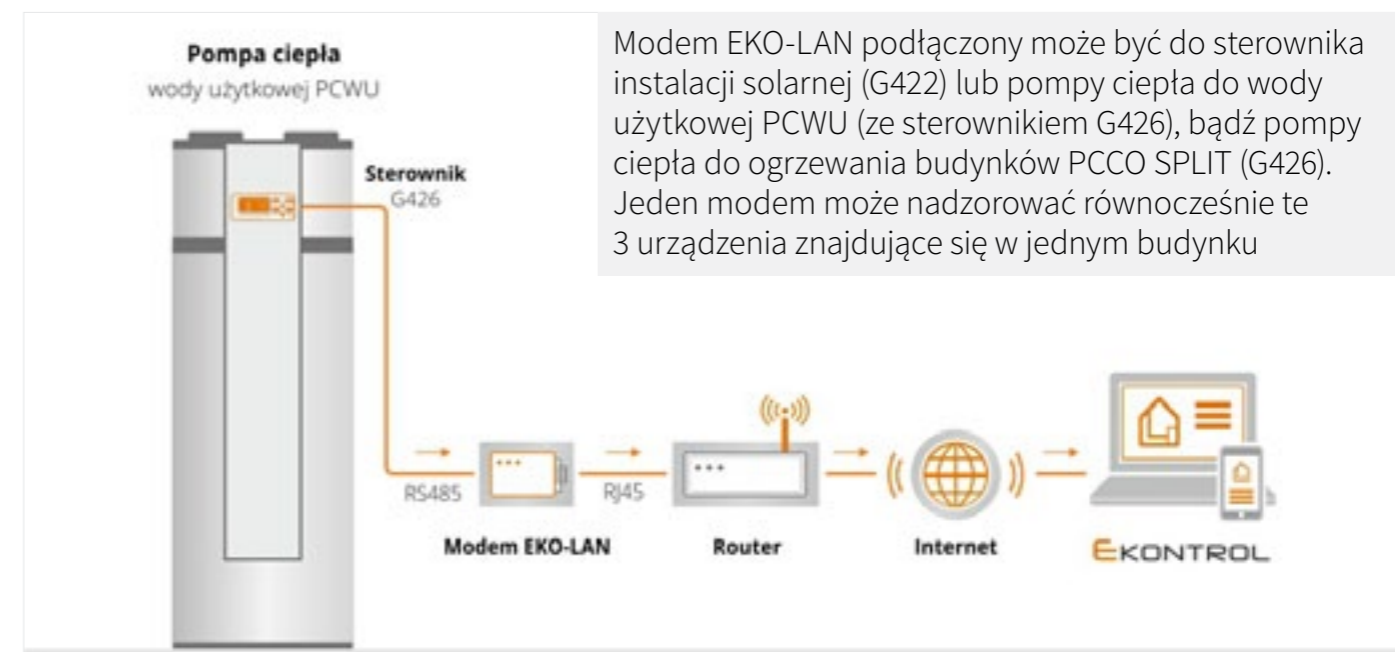 Pompa ciepła
wody użytkowej PCWU
Sterownik
G426
Modem EKO-LAN podłączony może być do sterownika
instalacji solarnej (G422) lub pompy ciepła do wody
użytkowej PCWU (ze sterownikiem G426), bądź pompy
ciepła do ogrzewania budynków PCCO SPLIT (G426).
Jeden modem może nadzorować równocześnie te
3 urządzenia znajdujące się w jednym budynku
RS485
RJ45
Modem EKO-LAN
Router
Internet
EKONTROL